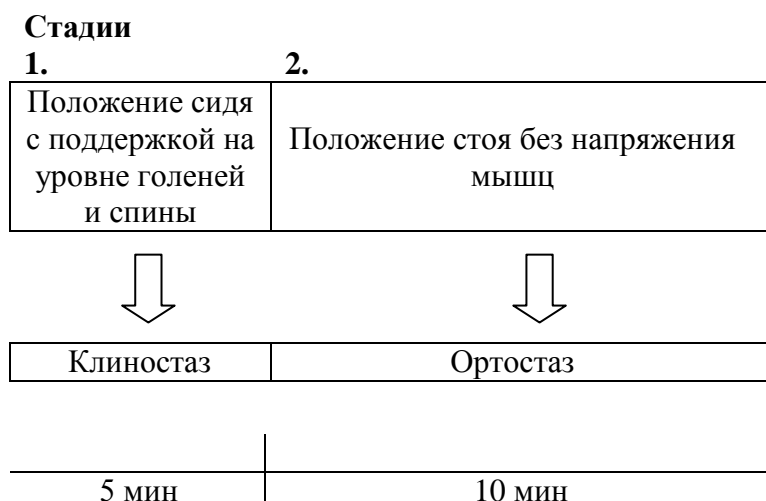 Стадии
1. 2.
Положение сидя
с поддержкой на
уровне голеней
и спины
Положение стоя без напряжения
мышц
Клиностаз Ортостаз
5 мин 10 мин